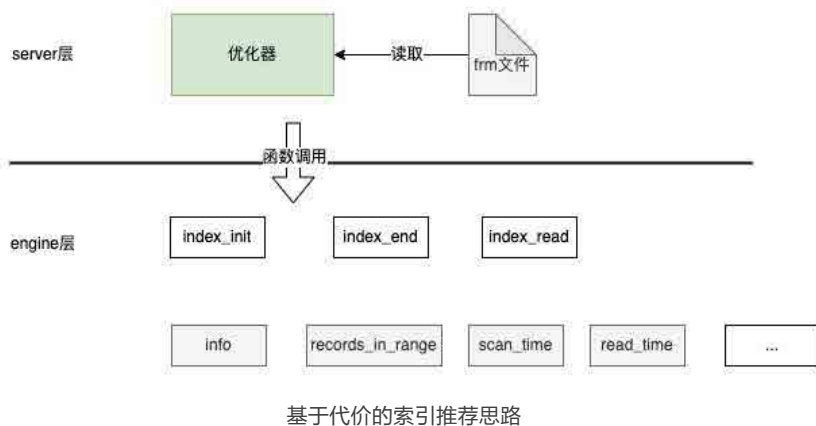 server层
优化器
读取
frm文件
函数调用
engine层
index_init
index_end
index_read
info
records_in_range
scan_time
read_time
...
基于代价的索引推荐思路